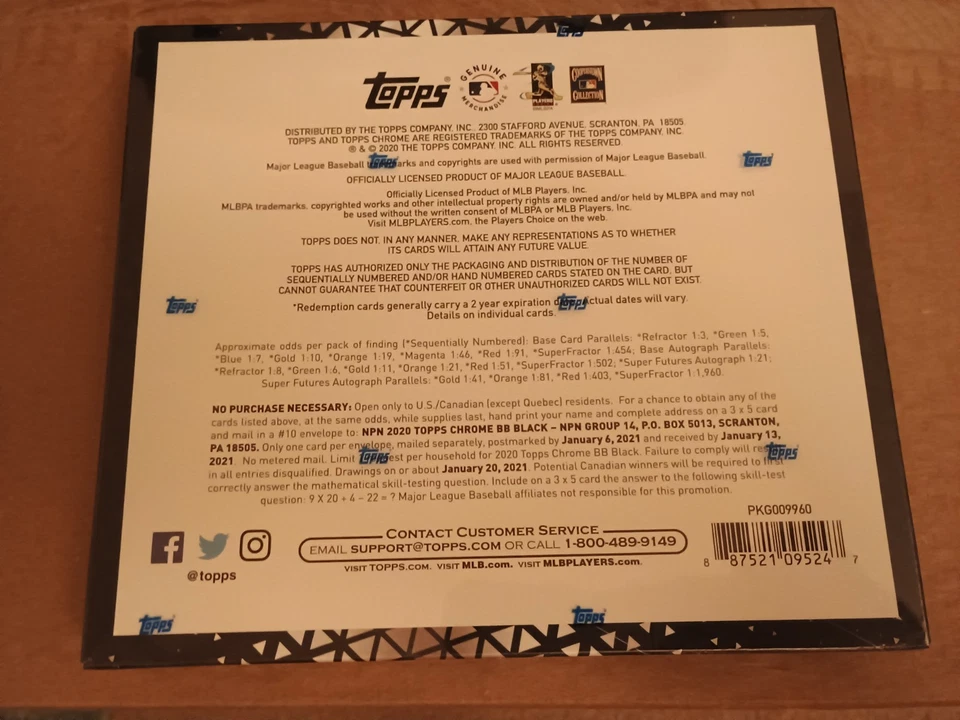 TOPPS
GENUINE
MERCHANDISE
PLAYERS
COOPERSTOWN
COLLECTION
DISTRIBUTED BY THE TOPPS COMPANY, INC., 2300 STAFFORD AVENUE, SCRANTON, PA 18505.
TOPPS AND TOPPS CHROME ARE REGISTERED TRADEMARKS OF THE TOPPS COMPANY, INC.
® & © 2020 THE TOPPS COMPANY, INC. ALL RIGHTS RESERVED.
Major League Baseball and copyrights are used with permission of Major League Baseball.
OFFICIALLY LICENSED PRODUCT OF MAJOR LEAGUE BASEBALL.
Officially Licensed Product of MLB Players, Inc.
MLBPA trademarks, copyrighted works and other intellectual property rights are owned and/or held by MLBPA and may not
be used without the written consent of MLBPA or MLB Players, Inc.
Visit MLBPLAYERS.com, the Players Choice on the web.
TOPPS DOES NOT, IN ANY MANNER, MAKE ANY REPRESENTATIONS AS TO WHETHER
ITS CARDS WILL ATTAIN ANY FUTURE VALUE.
TOPPS HAS AUTHORIZED ONLY THE PACKAGING AND DISTRIBUTION OF THE NUMBER OF
SEQUENTIALLY NUMBERED AND/OR HAND NUMBERED CARDS STATED ON THE CARD, BUT
CANNOT GUARANTEE THAT COUNTERFEIT OR OTHER UNAUTHORIZED CARDS WILL NOT EXIST.
*Redemption cards generally carry a 2 year expiration Actual dates will vary.
Details on individual cards.
Approximate odds per pack of finding (*Sequentially Numbered): Base Card Parallels: *Refractor 1:3, *Green 1:5,
*Blue 1:7, *Gold 1:10, *Orange 1:19, *Magenta 1:46, *Red 1:91, *SuperFractor 1:454, Base Autograph Parallels:
*Refractor 1:8, *Green 1:6, *Gold 1:11, *Orange 1:21, *Red 1:51, *SuperFractor 1:502, *Super Futures Autograph 1:21;
Super Futures Autograph Parallels: *Gold 1:41, *Orange 1:81, *Red 1:403, *SuperFractor 1:1,960.
NO PURCHASE NECESSARY: Open only to U.S./Canadian (except Quebec) residents. For a chance to obtain any of the
cards listed above, at the same odds, while supplies last, hand print your name and complete address on a 3 x 5 card
and mail in a #10 envelope to: NPN 2020 TOPPS CHROME BB BLACK – NPN GROUP 14, P.O. BOX 5013, SCRANTON,
PA 18505. Only one card per envelope, mailed separately, postmarked by January 6, 2021 and received by January 13,
2021 No metered mail. Limit per household for 2020 Topps Chrome BB Black. Failure to comply will
in all entries disqualified. Drawings on or about January 20, 2021. Potential Canadian winners will be required to first
correctly answer the mathematical skill-testing question. Include on a 3 x 5 card the answer to the following skill-test
question: 9 X 20 + 4 – 22 = ? Major League Baseball affiliates not responsible for this promotion.
PKG009960
CONTACT CUSTOMER SERVICE
EMAIL SUPPORT@TOPPS.COM OR CALL 1-800-489-9149
VISIT TOPPS.COM. VISIT MLB.com. VISIT MLBPLAYERS.com.
@topps
8 87521 09524 7
topps
topps
topps
topps
topps
topps
topps
topps
topps